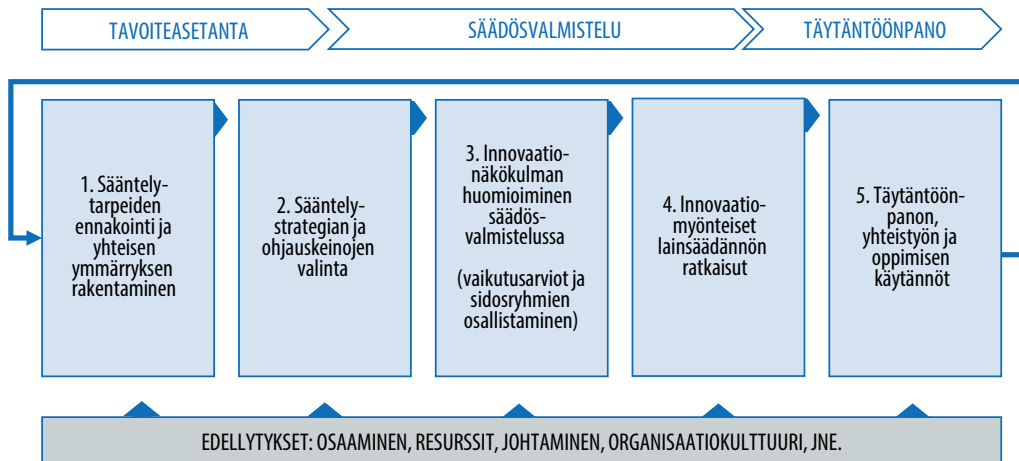 TAVOITEASETANTA
SÄÄDÖSVALMISTELU
TÄYTÄNTÖÖNPANO
1. Sääntely-
tarpeiden
ennakointi ja
yhteisen
ymmärryksen
rakentaminen
2. Sääntely-
strategian ja
ohjauskeinojen
valinta
3. Innovaatio-
näkökulman
huomioiminen
säädös-
valmistelussa
(vaikutusarviot ja
sidosryhmien
osallistaminen)
4. Innovaatio-
myönteiset
lainsäädännön
ratkaisut
5. Täytäntöön-
panon,
yhteistyön ja
oppimisen
käytännöt
EDELLYTYKSET: OSAAMINEN, RESURSSIT, JOHTAMINEN, ORGANISAATIOKULTTUURI, JNE.